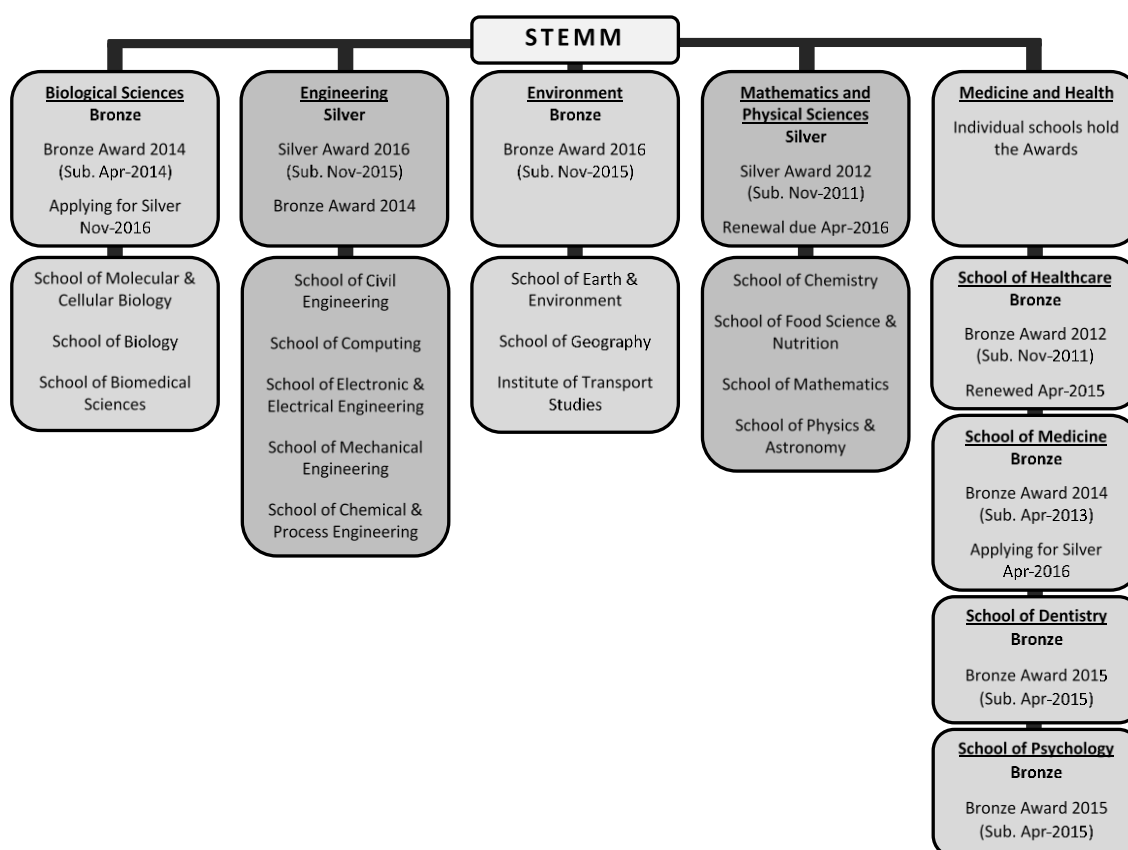 STEMM
Biological Sciences
Bronze
Bronze Award 2014
(Sub. Apr-2014)
Applying for Silver
Nov-2016
School of Molecular &
Cellular Biology
School of Biology
School of Biomedical
Sciences
Engineering
Silver
Silver Award 2016
(Sub. Nov-2015)
Bronze Award 2014
School of Civil
Engineering
School of Computing
School of Electronic &
Electrical Engineering
School of Mechanical
Engineering
School of Chemical &
Process Engineering
Environment
Bronze
Bronze Award 2016
(Sub. Nov-2015)
School of Earth &
Environment
School of Geography
Institute of Transport
Studies
Mathematics and
Physical Sciences
Silver
Silver Award 2012
(Sub. Nov-2011)
Renewal due Apr-2016
School of Chemistry
School of Food Science &
Nutrition
School of Mathematics
School of Physics &
Astronomy
Medicine and Health
Individual schools hold
the Awards
School of Healthcare
Bronze
Bronze Award 2012
(Sub. Nov-2011)
Renewed Apr-2015
School of Medicine
Bronze
Bronze Award 2014
(Sub. Apr-2013)
Applying for Silver
Apr-2016
School of Dentistry
Bronze
Bronze Award 2015
(Sub. Apr-2015)
School of Psychology
Bronze
Bronze Award 2015
(Sub. Apr-2015)